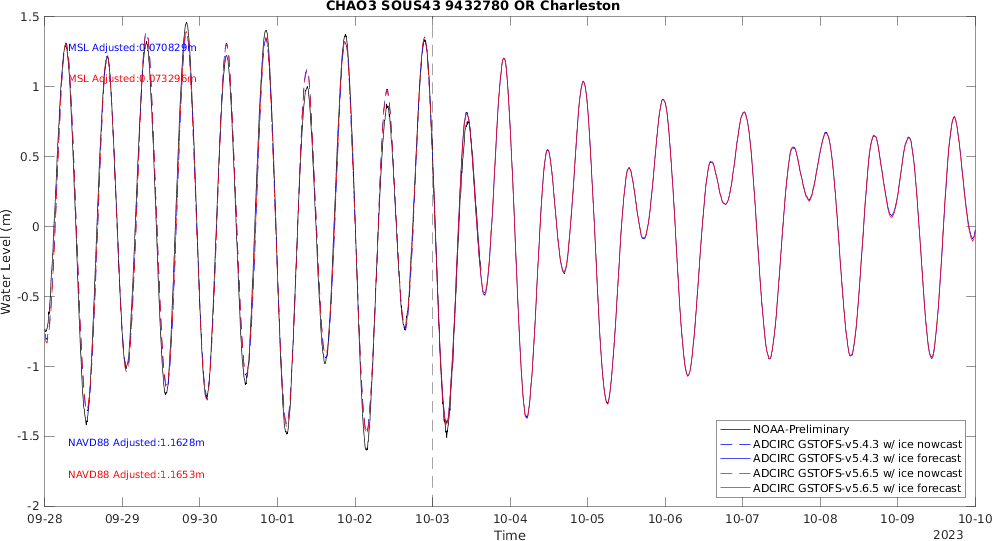 CHAO3 SOUS43 9432780 OR Charleston
1.5
1
0.5
0
-0.5
-1
-1.5
-2
Water Level (m)
MSL Adjusted:0.070829m
MSL Adjusted:0.073296m
NAVD88 Adjusted:1.1628m
NAVD88 Adjusted:1.1653m
NOAA-Preliminary
ADCIRC GSTOFS-v5.4.3 w/ ice nowcast
ADCIRC GSTOFS-v5.4.3 w/ ice forecast
ADCIRC GSTOFS-v5.6.5 w/ ice nowcast
ADCIRC GSTOFS-v5.6.5 w/ ice forecast
09-28 09-29 09-30 10-01 10-02 10-03 10-04 10-05 10-06 10-07 10-08 10-09 10-10
Time
2023